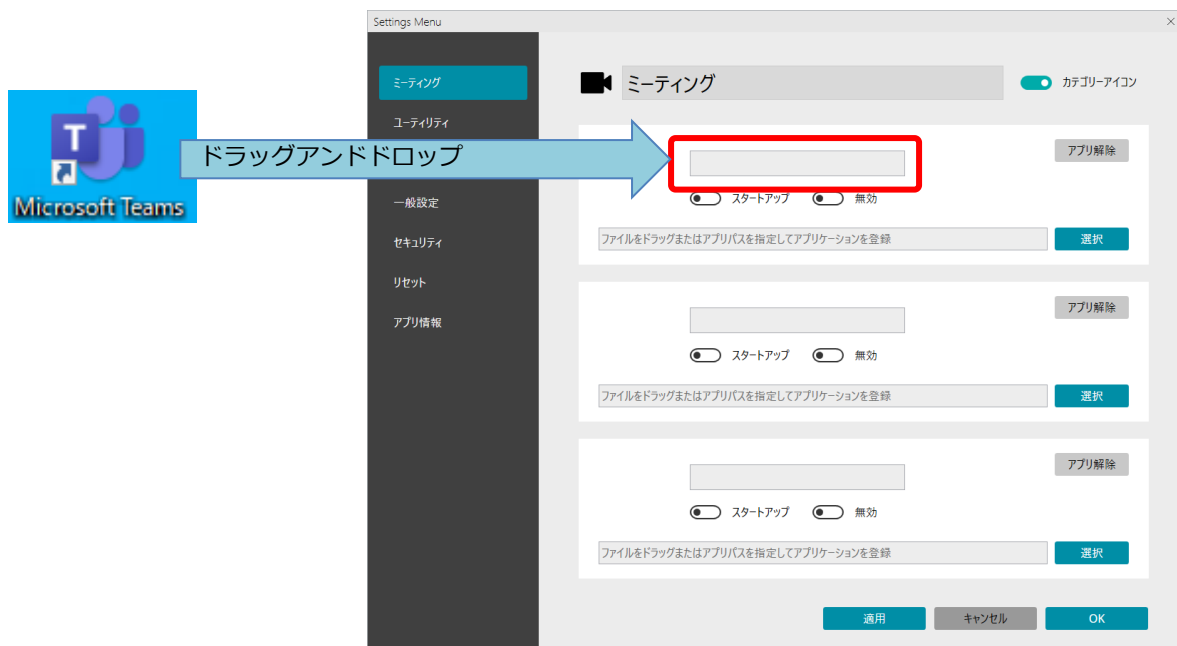 Settings Menu
ミーティング
ユーティリティ
一般設定
セキュリティ
リセット
アプリ情報
T
Microsoft Teams
ドラッグアンドドロップ
ミーティング
カテゴリーアイコン
アプリ解除
スタートアップ
無効
ファイルをドラッグまたはアプリパスを指定してアプリケーションを登録
選択
アプリ解除
スタートアップ
無効
ファイルをドラッグまたはアプリパスを指定してアプリケーションを登録
選択
アプリ解除
スタートアップ
無効
ファイルをドラッグまたはアプリパスを指定してアプリケーションを登録
選択
適用
キャンセル
OK